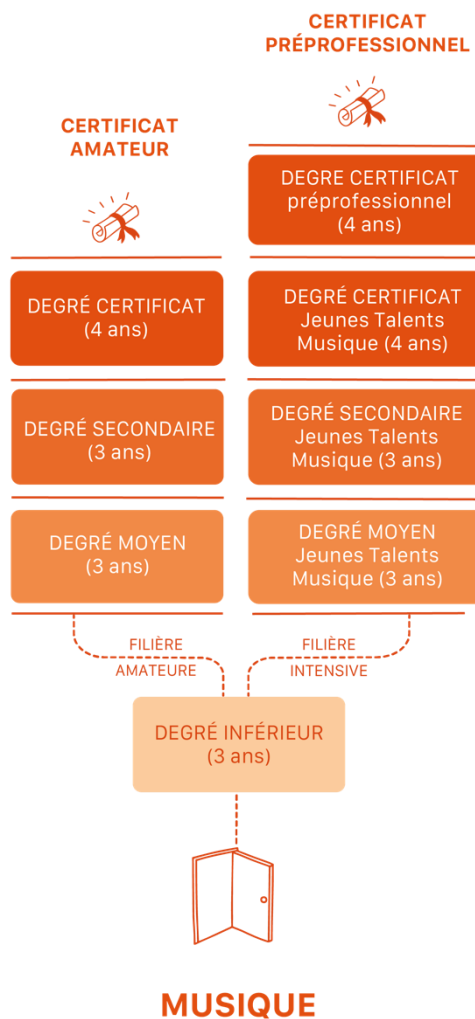 CERTIFICAT
PRÉPROFESSIONNEL
CERTIFICAT
AMATEUR
DEGRE CERTIFICAT
préprofessionnel
(4 ans)
DEGRÉ CERTIFICAT
(4 ans)
DEGRÉ CERTIFICAT
Jeunes Talents
Musique (4 ans)
DEGRÉ SECONDAIRE
(3 ans)
DEGRÉ SECONDAIRE
Jeunes Talents
Musique (3 ans)
DEGRÉ MOYEN
(3 ans)
DEGRÉ MOYEN
Jeunes Talents
Musique (3 ans)
FILIÈRE
AMATEURE
FILIÈRE
INTENSIVE
DEGRÉ INFÉRIEUR
(3 ans)
MUSIQUE